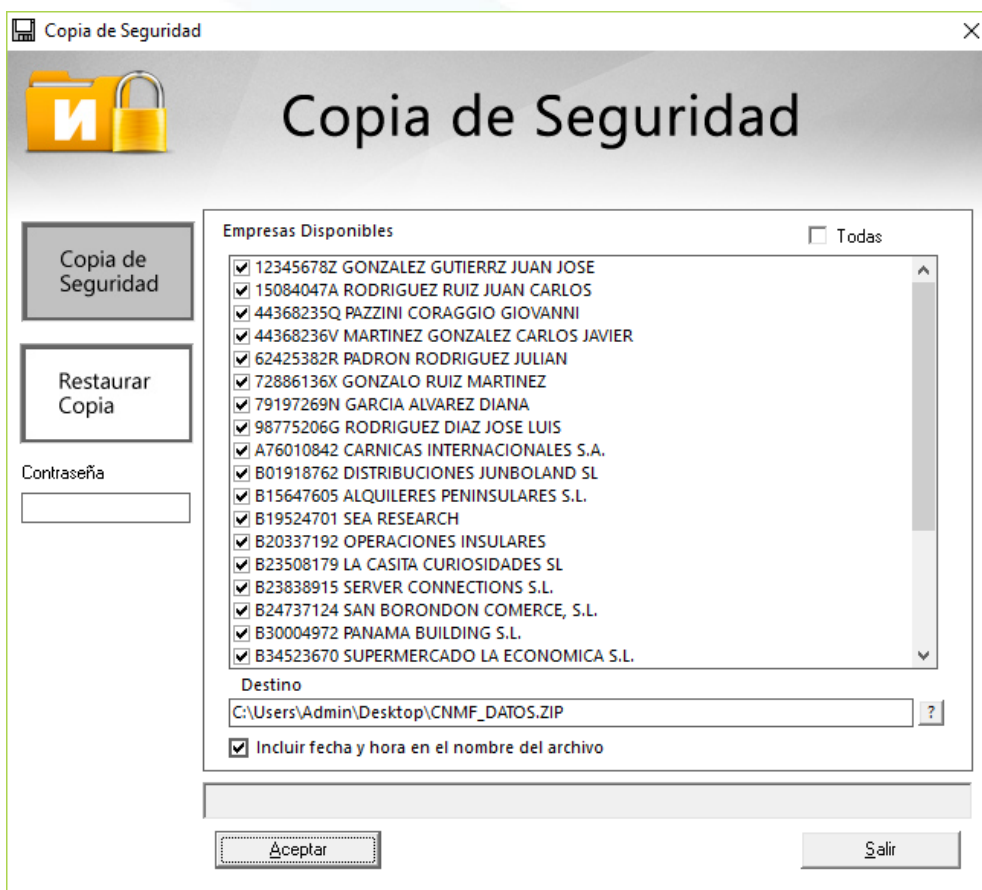 Copia de Seguridad
Copia de Seguridad
Copia de
Seguridad
Restaurar
Copia
Contraseña
Empresas Disponibles
Todas
12345678Z GONZALEZ GUTIERRZ JUAN JOSE
15084047A RODRIGUEZ RUIZ JUAN CARLOS
44368235Q PAZZINI CORAGGIO GIOVANNI
44368236V MARTINEZ GONZALEZ CARLOS JAVIER
62425382R PADRON RODRIGUEZ JULIAN
72886136X GONZALO RUIZ MARTINEZ
79197269N GARCIA ALVAREZ DIANA
98775206G RODRIGUEZ DIAZ JOSE LUIS
A76010842 CARNICAS INTERNACIONALES S.A.
B01918762 DISTRIBUCIONES JUNBOLAND SL
B15647605 ALQUILERES PENINSULARES S.L.
B19524701 SEA RESEARCH
B20337192 OPERACIONES INSULARES
B23508179 LA CASITA CURIOSIDADES SL
B23838915 SERVER CONNECTIONS S.L.
B24737124 SAN BORONDON COMERCE, S.L.
B30004972 PANAMA BUILDING S.L.
B34523670 SUPERMERCADO LA ECONOMICA S.L.
Destino
C:\Users\Admin\Desktop\CNMF_DATOS.ZIP
?
Incluir fecha y hora en el nombre del archivo
Aceptar
Salir